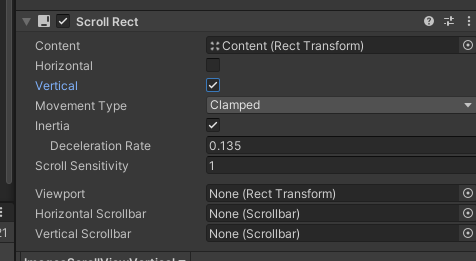 Scroll Rect
Content Content (Rect Transform)
Horizontal
Vertical
Movement Type Clamped
Inertia
Deceleration Rate 0.135
Scroll Sensitivity 1
Viewport None (Rect Transform)
Horizontal Scrollbar None (Scrollbar)
21
Vertical Scrollbar None (Scrollbar)